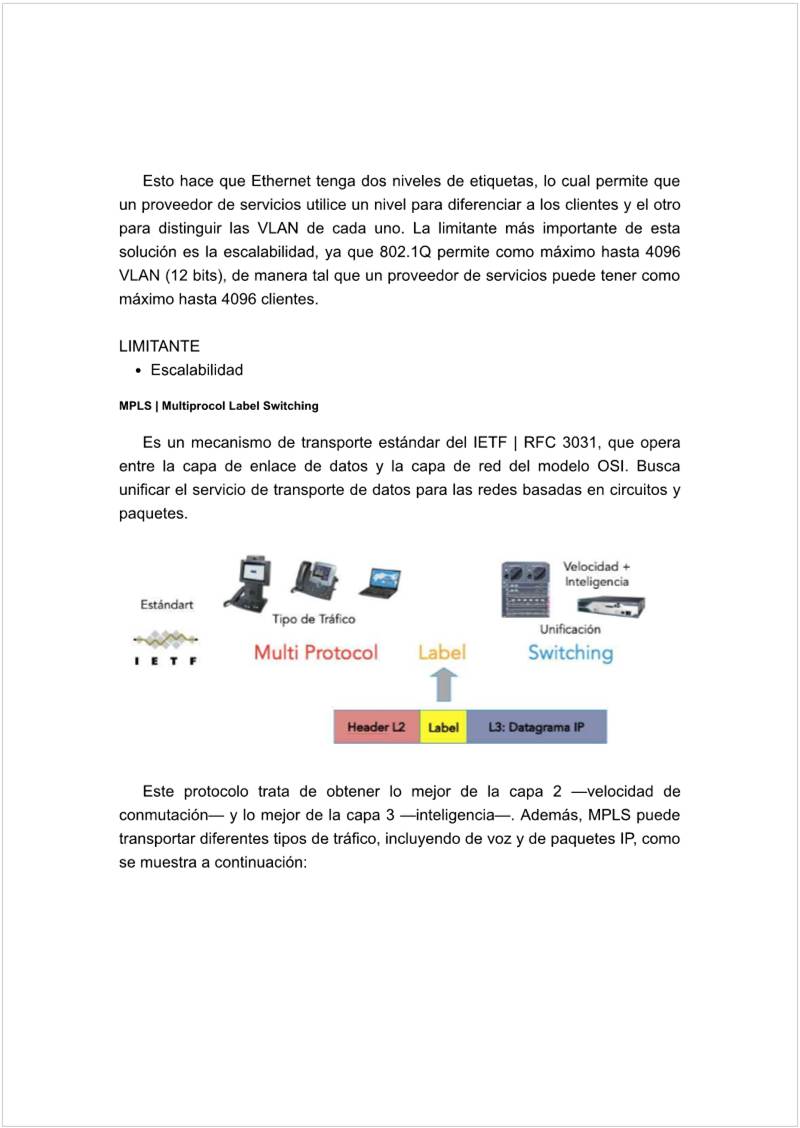 Esto hace que Ethernet tenga dos niveles de etiquetas, lo cual permite que
un proveedor de servicios utilice un nivel para diferenciar a los clientes y el otro
para distinguir las VLAN de cada uno. La limitante más importante de esta
solución es la escalabilidad, ya que 802.1Q permite como máximo hasta 4096
VLAN (12 bits), de manera tal que un proveedor de servicios puede tener como
máximo hasta 4096 clientes.
LIMITANTE
• Escalabilidad
MPLS | Multiprocol Label Switching
Es un mecanismo de transporte estándar del IETF | RFC 3031, que opera
entre la capa de enlace de datos y la capa de red del modelo OSI. Busca
unificar el servicio de transporte de datos para las redes basadas en circuitos y
paquetes.
Estándart
I E T F
Tipo de Tráfico
Multi Protocol
Label
Velocidad +
Inteligencia
Unificación
Switching
Header L2
Label
L3: Datagrama IP
Este protocolo trata de obtener lo mejor de la capa 2 —velocidad de
conmutación— y lo mejor de la capa 3 —inteligencia—. Además, MPLS puede
transportar diferentes tipos de tráfico, incluyendo de voz y de paquetes IP, como
se muestra a continuación: